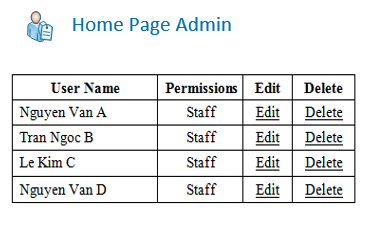 Home Page Admin
User Name Permissions Edit Delete
Nguyen Van A Staff Edit Delete
Tran Ngoc B Staff Edit Delete
Le Kim C Staff Edit Delete
Nguyen Van D Staff Edit Delete